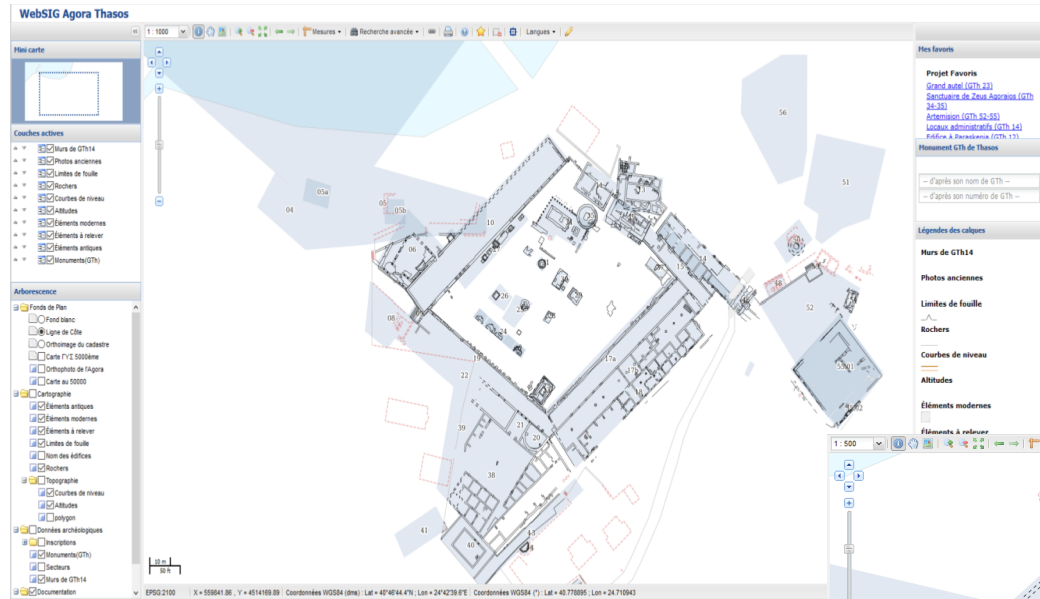 WebSIG Agora Thasos
1 : 1000
Mesures
Recherche avancée
Langues
Mini carte
Couches actives
Murs de GTh14
Photos anciennes
Limites de fouille
Rochers
Courbes de niveau
Altitudes
Éléments modernes
Éléments à relever
Éléments antiques
Monuments(GTh)
Arborescence
Fonds de Plan
Fond blanc
Ligne de Côte
Orthoimage du cadastre
Carte ΓΥΣ 5000ème
Orthophoto de l'Agora
Carte au 50000
Cartographie
Éléments antiques
Éléments modernes
Éléments à relever
Limites de fouille
Nom des édifices
Rochers
Topographie
Courbes de niveau
Altitudes
polygon
Données archéologiques
Inscriptions
Monuments(GTh)
Secteurs
Murs de GTh14
Documentation
56
51
05a
04
05
05b
10
06
08
26
24
19
22
17a
17b
14
15
52
39
21
20
38
41
40
43
10 m
50 ft
EPSG:2100
X = 559641.86 , Y = 4514169.89
Coordonnées WGS84 (dms) : Lat = 40°46'44.4"N ; Lon = 24°42'39.6"E
Coordonnées WGS84 (°) : Lat = 40.778895 ; Lon = 24.710943
Mes favoris
Projet Favoris
Grand autel (GTh 23)
Sanctuaire de Zeus Agoraios (GTh
34-35)
Artemision (GTh 52-55)
Locaux administratifs (GTh 14)
Edifice à Paraskenia (GTh 12)
Monument GTh de Thasos
-- d'après son nom de GTh --
-- d'après son numéro de GTh --
Légendes des calques
Murs de GTh14
Photos anciennes
Limites de fouille
Rochers
Courbes de niveau
Altitudes
Éléments modernes
Éléments à relever
1 : 500